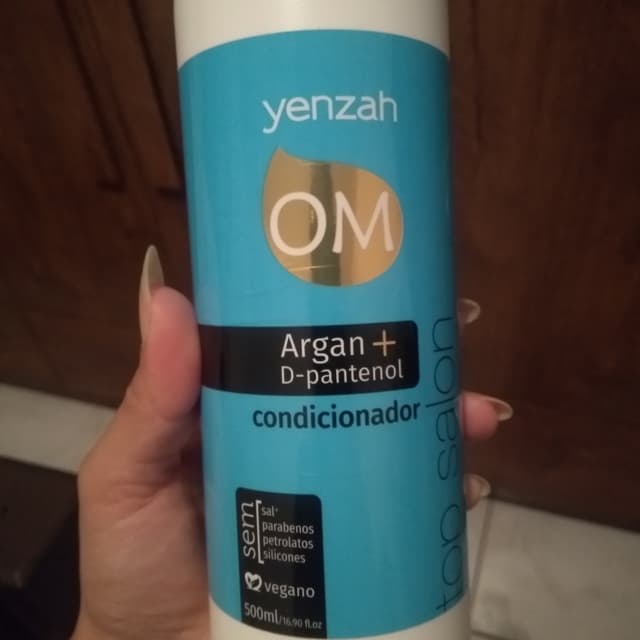 yenzah
OM
Argan +
D-pantenol
condicionador
top salon
sem
sal*
parabenos
petrolatos
silicones
vegano
500ml/16.90 fl.oz